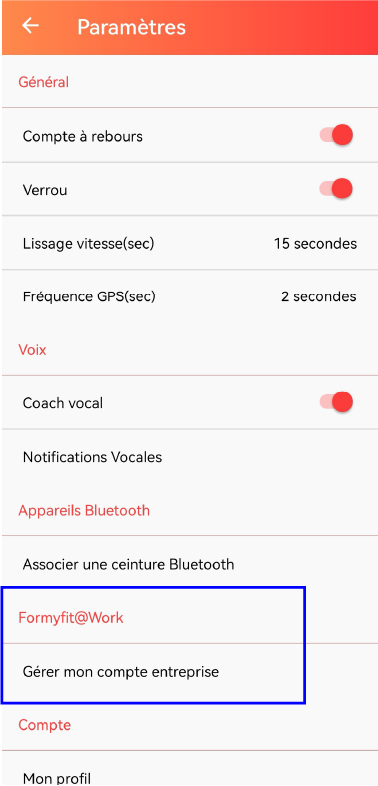 Paramètres
Général
Compte à rebours
Verrou
Lissage vitesse(sec) 15 secondes
Fréquence GPS(sec) 2 secondes
Voix
Coach vocal
Notifications Vocales
Appareils Bluetooth
Associer une ceinture Bluetooth
Formyfit@Work
Gérer mon compte entreprise
Compte
Mon profil